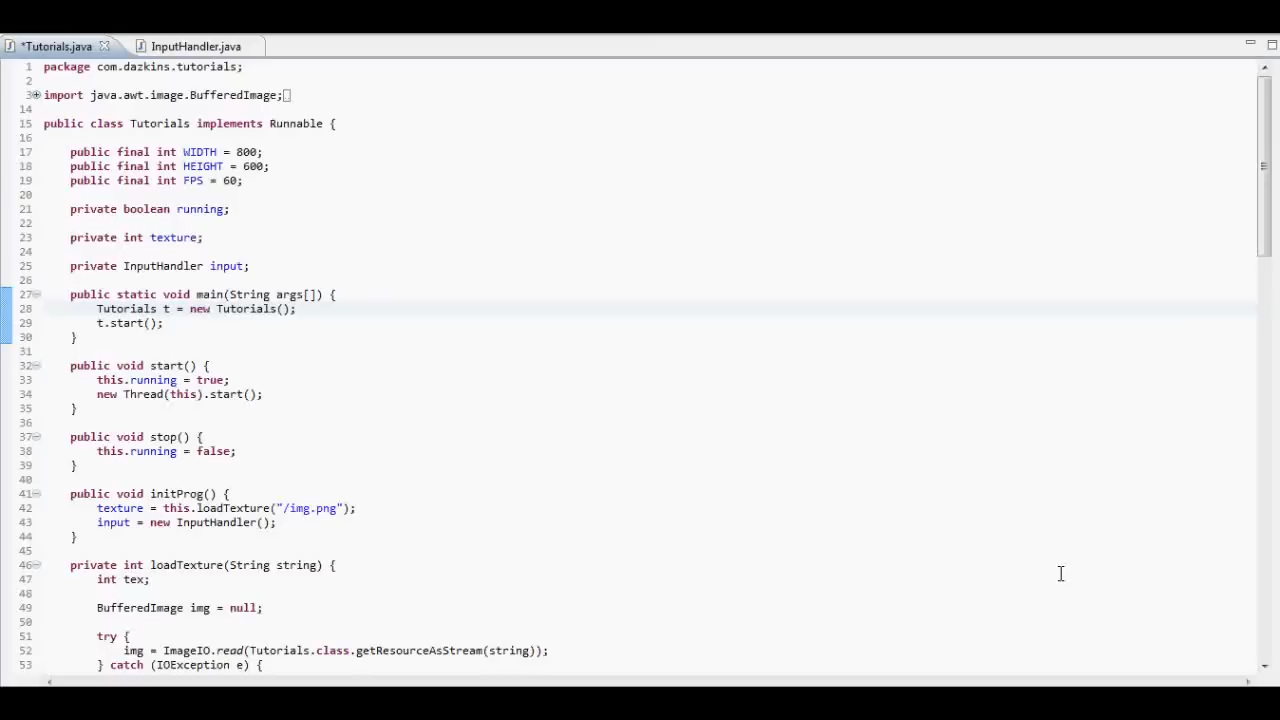 *Tutorials.java InputHandler.java
1 package com.dazkins.tutorials;
2
3 import java.awt.image.BufferedImage;
14
15 public class Tutorials implements Runnable {
16
17 public final int WIDTH = 800;
18 public final int HEIGHT = 600;
19 public final int FPS = 60;
20
21 private boolean running;
22
23 private int texture;
24
25 private InputHandler input;
26
27 public static void main(String args[]) {
28 Tutorials t = new Tutorials();
29 t.start();
30 }
31
32 public void start() {
33 this.running = true;
34 new Thread(this).start();
35 }
36
37 public void stop() {
38 this.running = false;
39 }
40
41 public void initProg() {
42 texture = this.loadTexture("/img.png");
43 input = new InputHandler();
44 }
45
46 private int loadTexture(String string) {
47 int tex;
48
49 BufferedImage img = null;
50
51 try {
52 img = ImageIO.read(Tutorials.class.getResourceAsStream(string));
53 } catch (IOException e) {